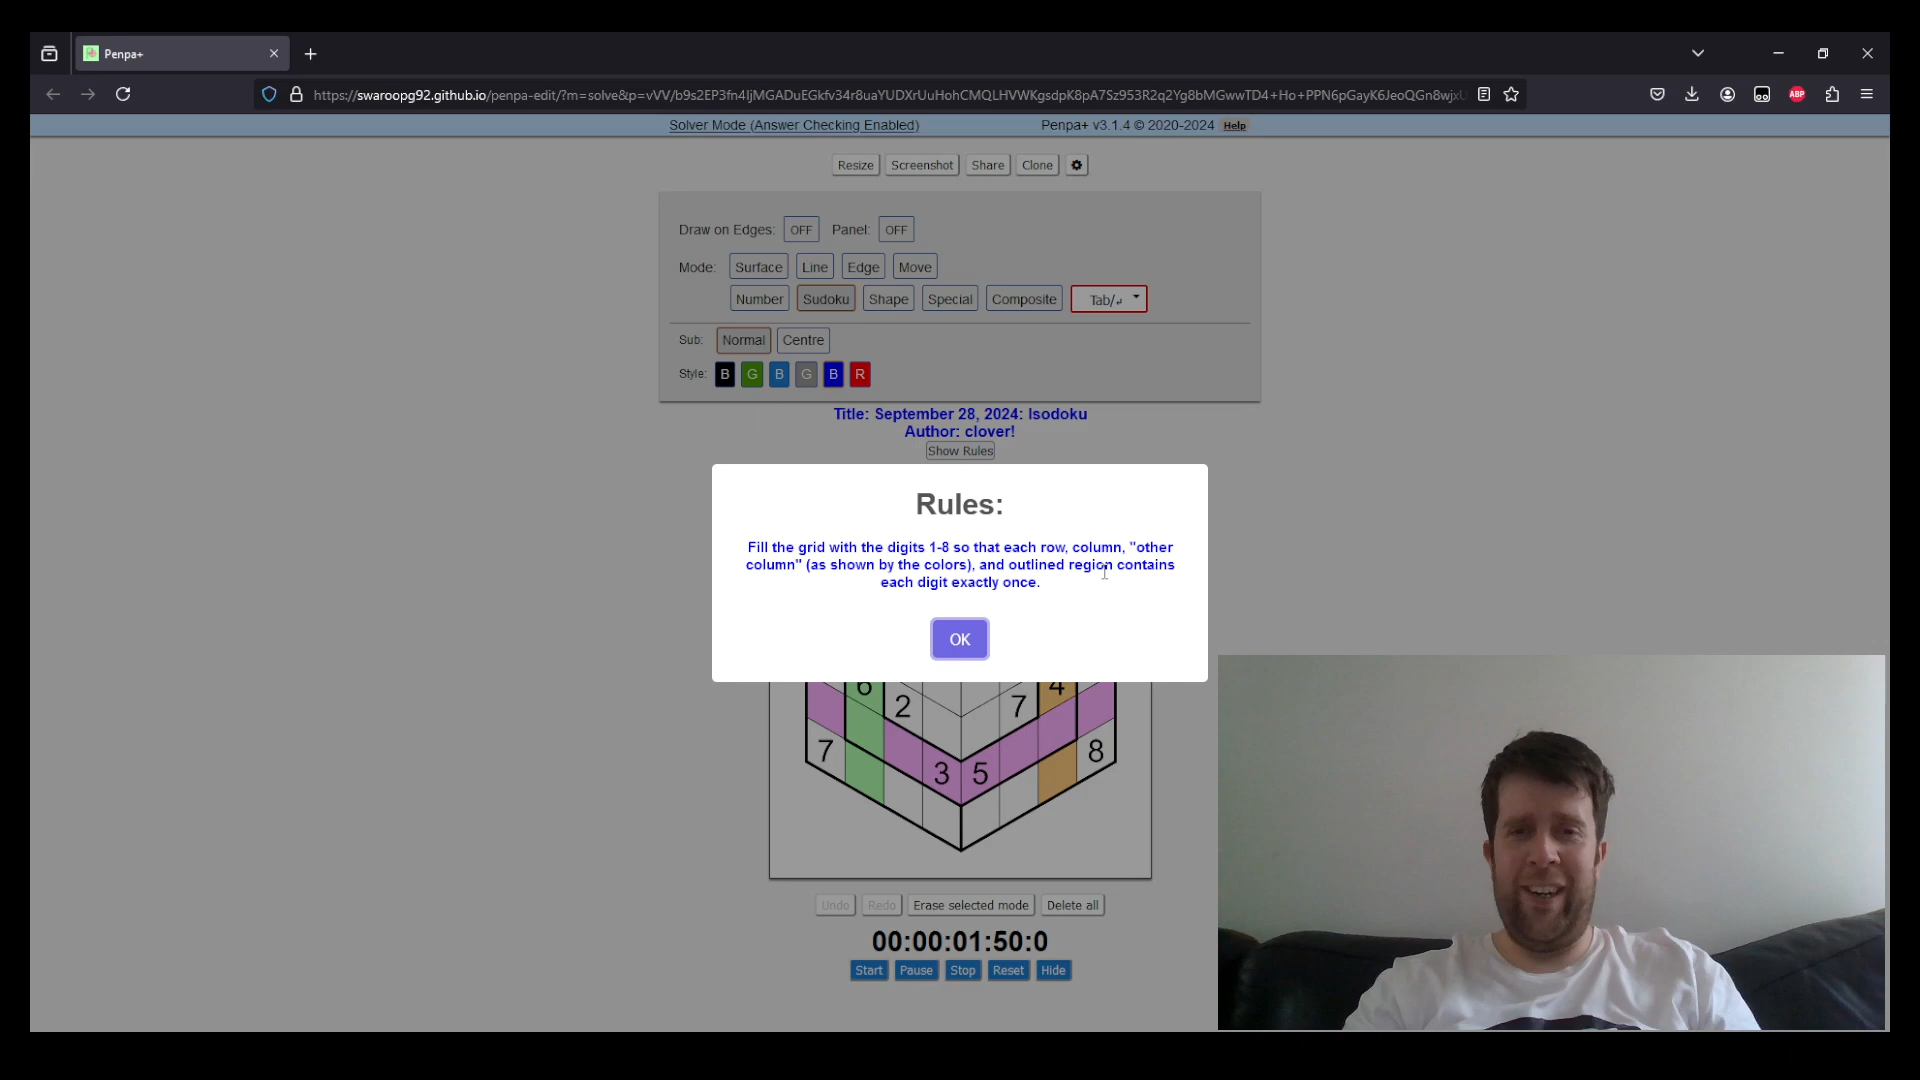 Penpa+
https://swaroopg92.github.io/penpa-edit/?m=solve&p=vVV/b9s2EP3fn4IjMGADuEGkfv34r8uaYUDXrUuHohCMQLHVWKgsdpK8pA7Sz953R2q2Yg8bMGwwTD4+Ho+PPN6pGayK6JeoQGn8wjxU
ABP
Solver Mode (Answer Checking Enabled)
Penpa+ v3.1.4 © 2020-2024 Help
Resize Screenshot Share Clone
Draw on Edges: OFF Panel: OFF
Mode: Surface Line Edge Move
Number Sudoku Shape Special Composite Tab/↵
Sub: Normal Centre
Style: B G B G B R
Title: September 28, 2024: Isodoku
Author: clover!
Show Rules
Rules:
Fill the grid with the digits 1-8 so that each row, column, "other
column" (as shown by the colors), and outlined region contains
each digit exactly once.
OK
6 4
2 7
7 8
3 5
Undo Redo Erase selected mode Delete all
00:00:01:50:0
Start Pause Stop Reset Hide